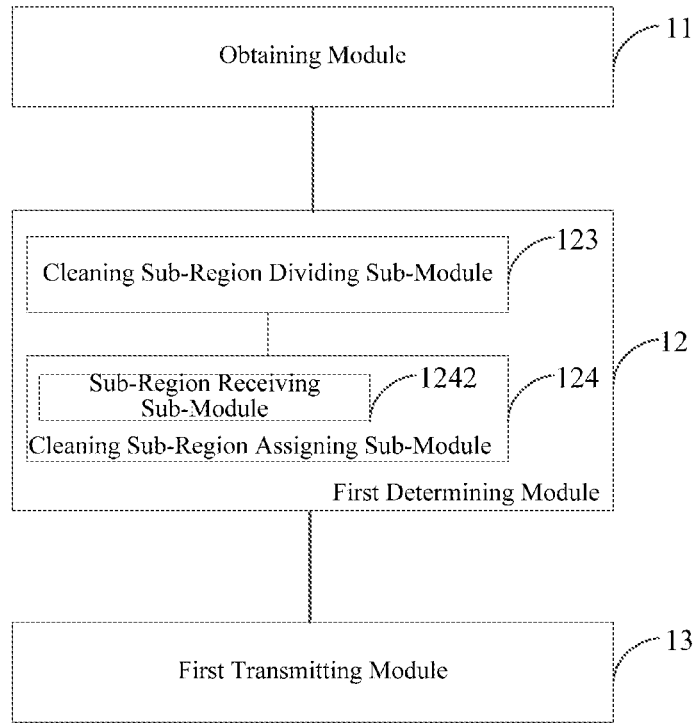 Obtaining Module
11
123
Cleaning Sub-Region Dividing Sub-Module
12
Sub-Region Receiving
Sub-Module
1242
124
Cleaning Sub-Region Assigning Sub-Module
First Determining Module
First Transmitting Module
13